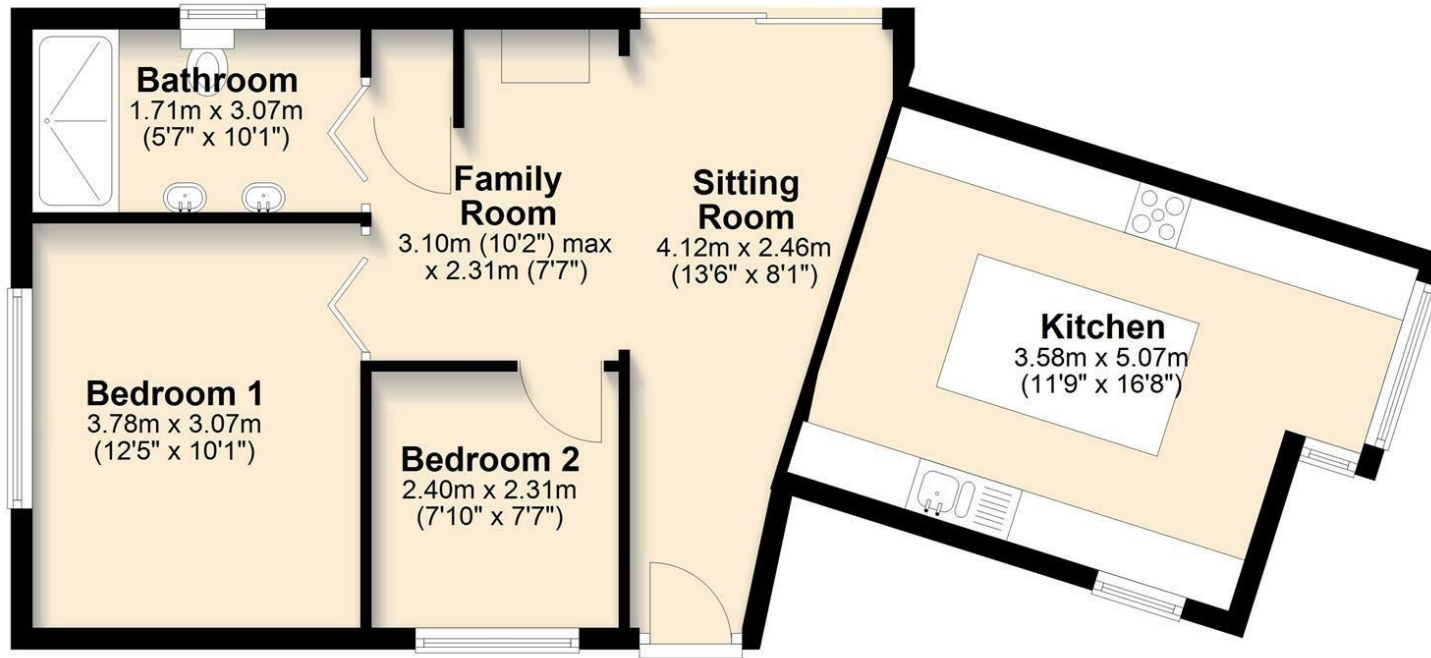 Bathroom
1.71m x 3.07m
(5'7" x 10'1")
Family
Room
3.10m (10'2") max
x 2.31m (7'7")
Sitting
Room
4.12m x 2.46m
(13'6" x 8'1")
Kitchen
3.58m x 5.07m
(11'9" x 16'8")
Bedroom 1
3.78m x 3.07m
(12'5" x 10'1")
Bedroom 2
2.40m x 2.31m
(7'10" x 7'7")